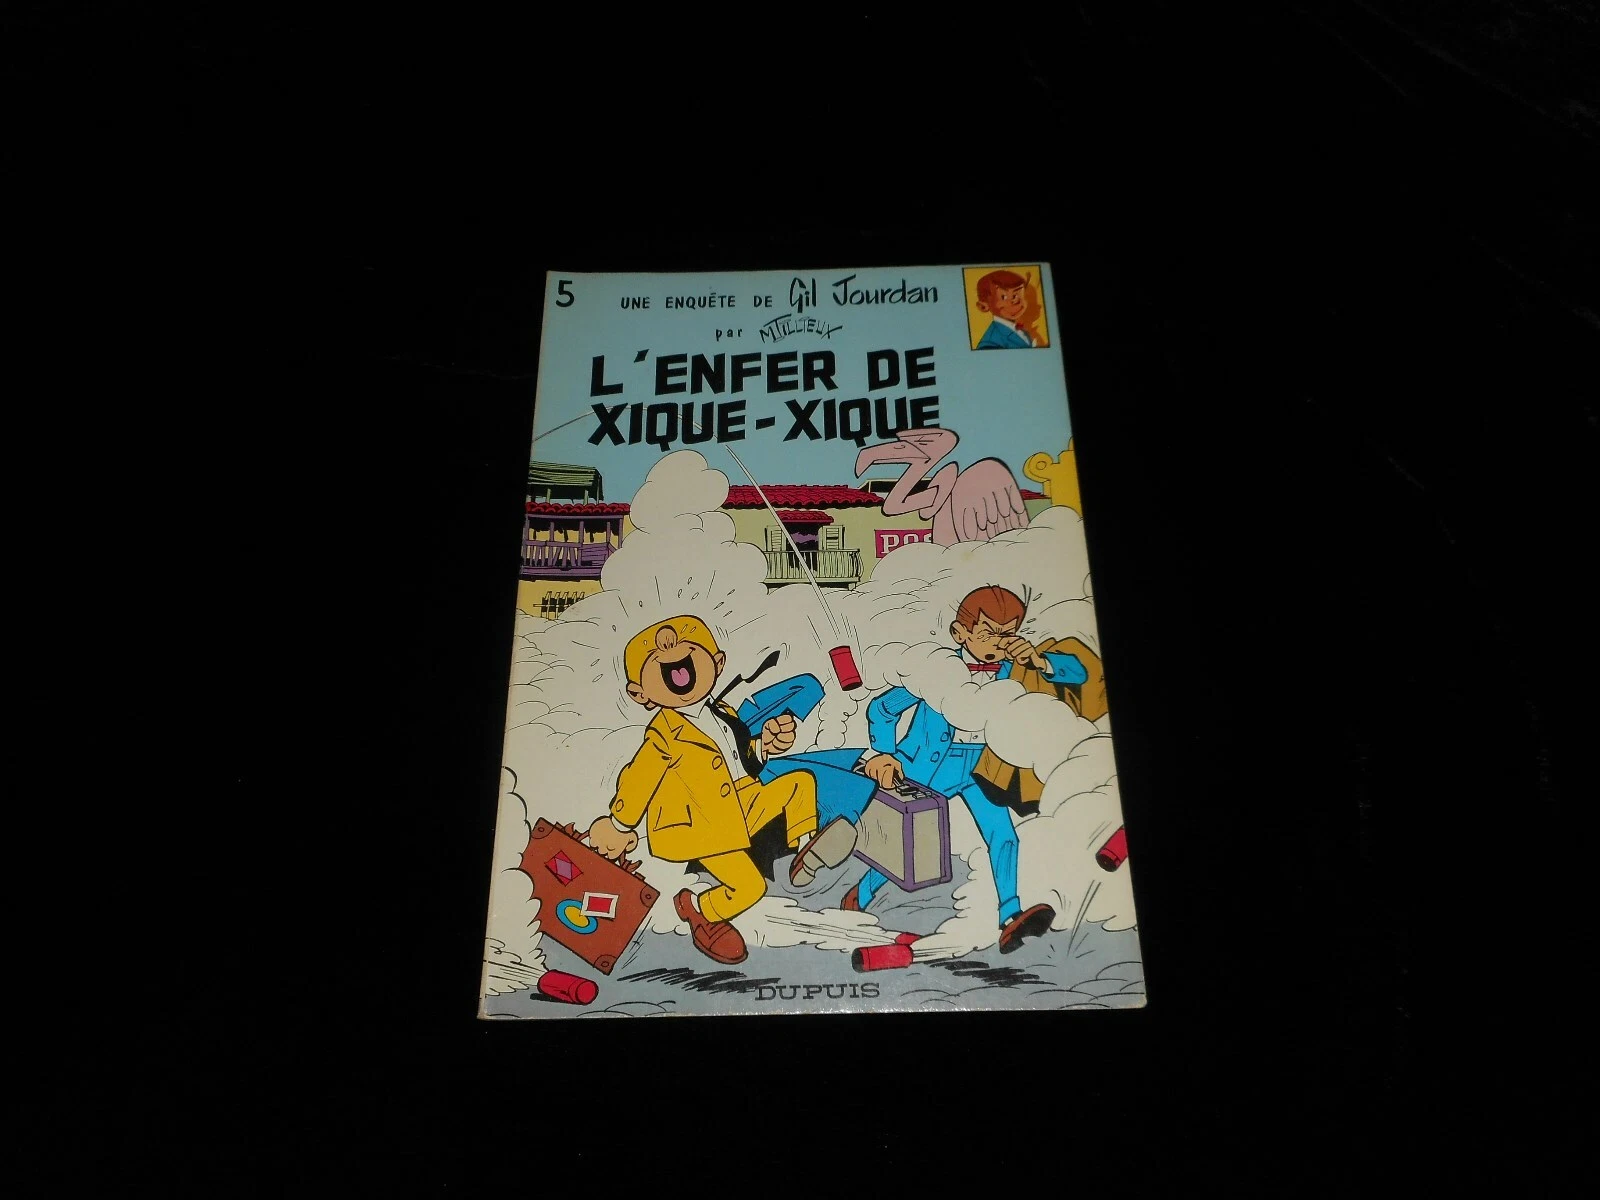 5
UNE ENQUÊTE DE Gil Jourdan
par M TILLIEUX
L'ENFER DE
XIQUE-XIQUE
POS
DUPUIS